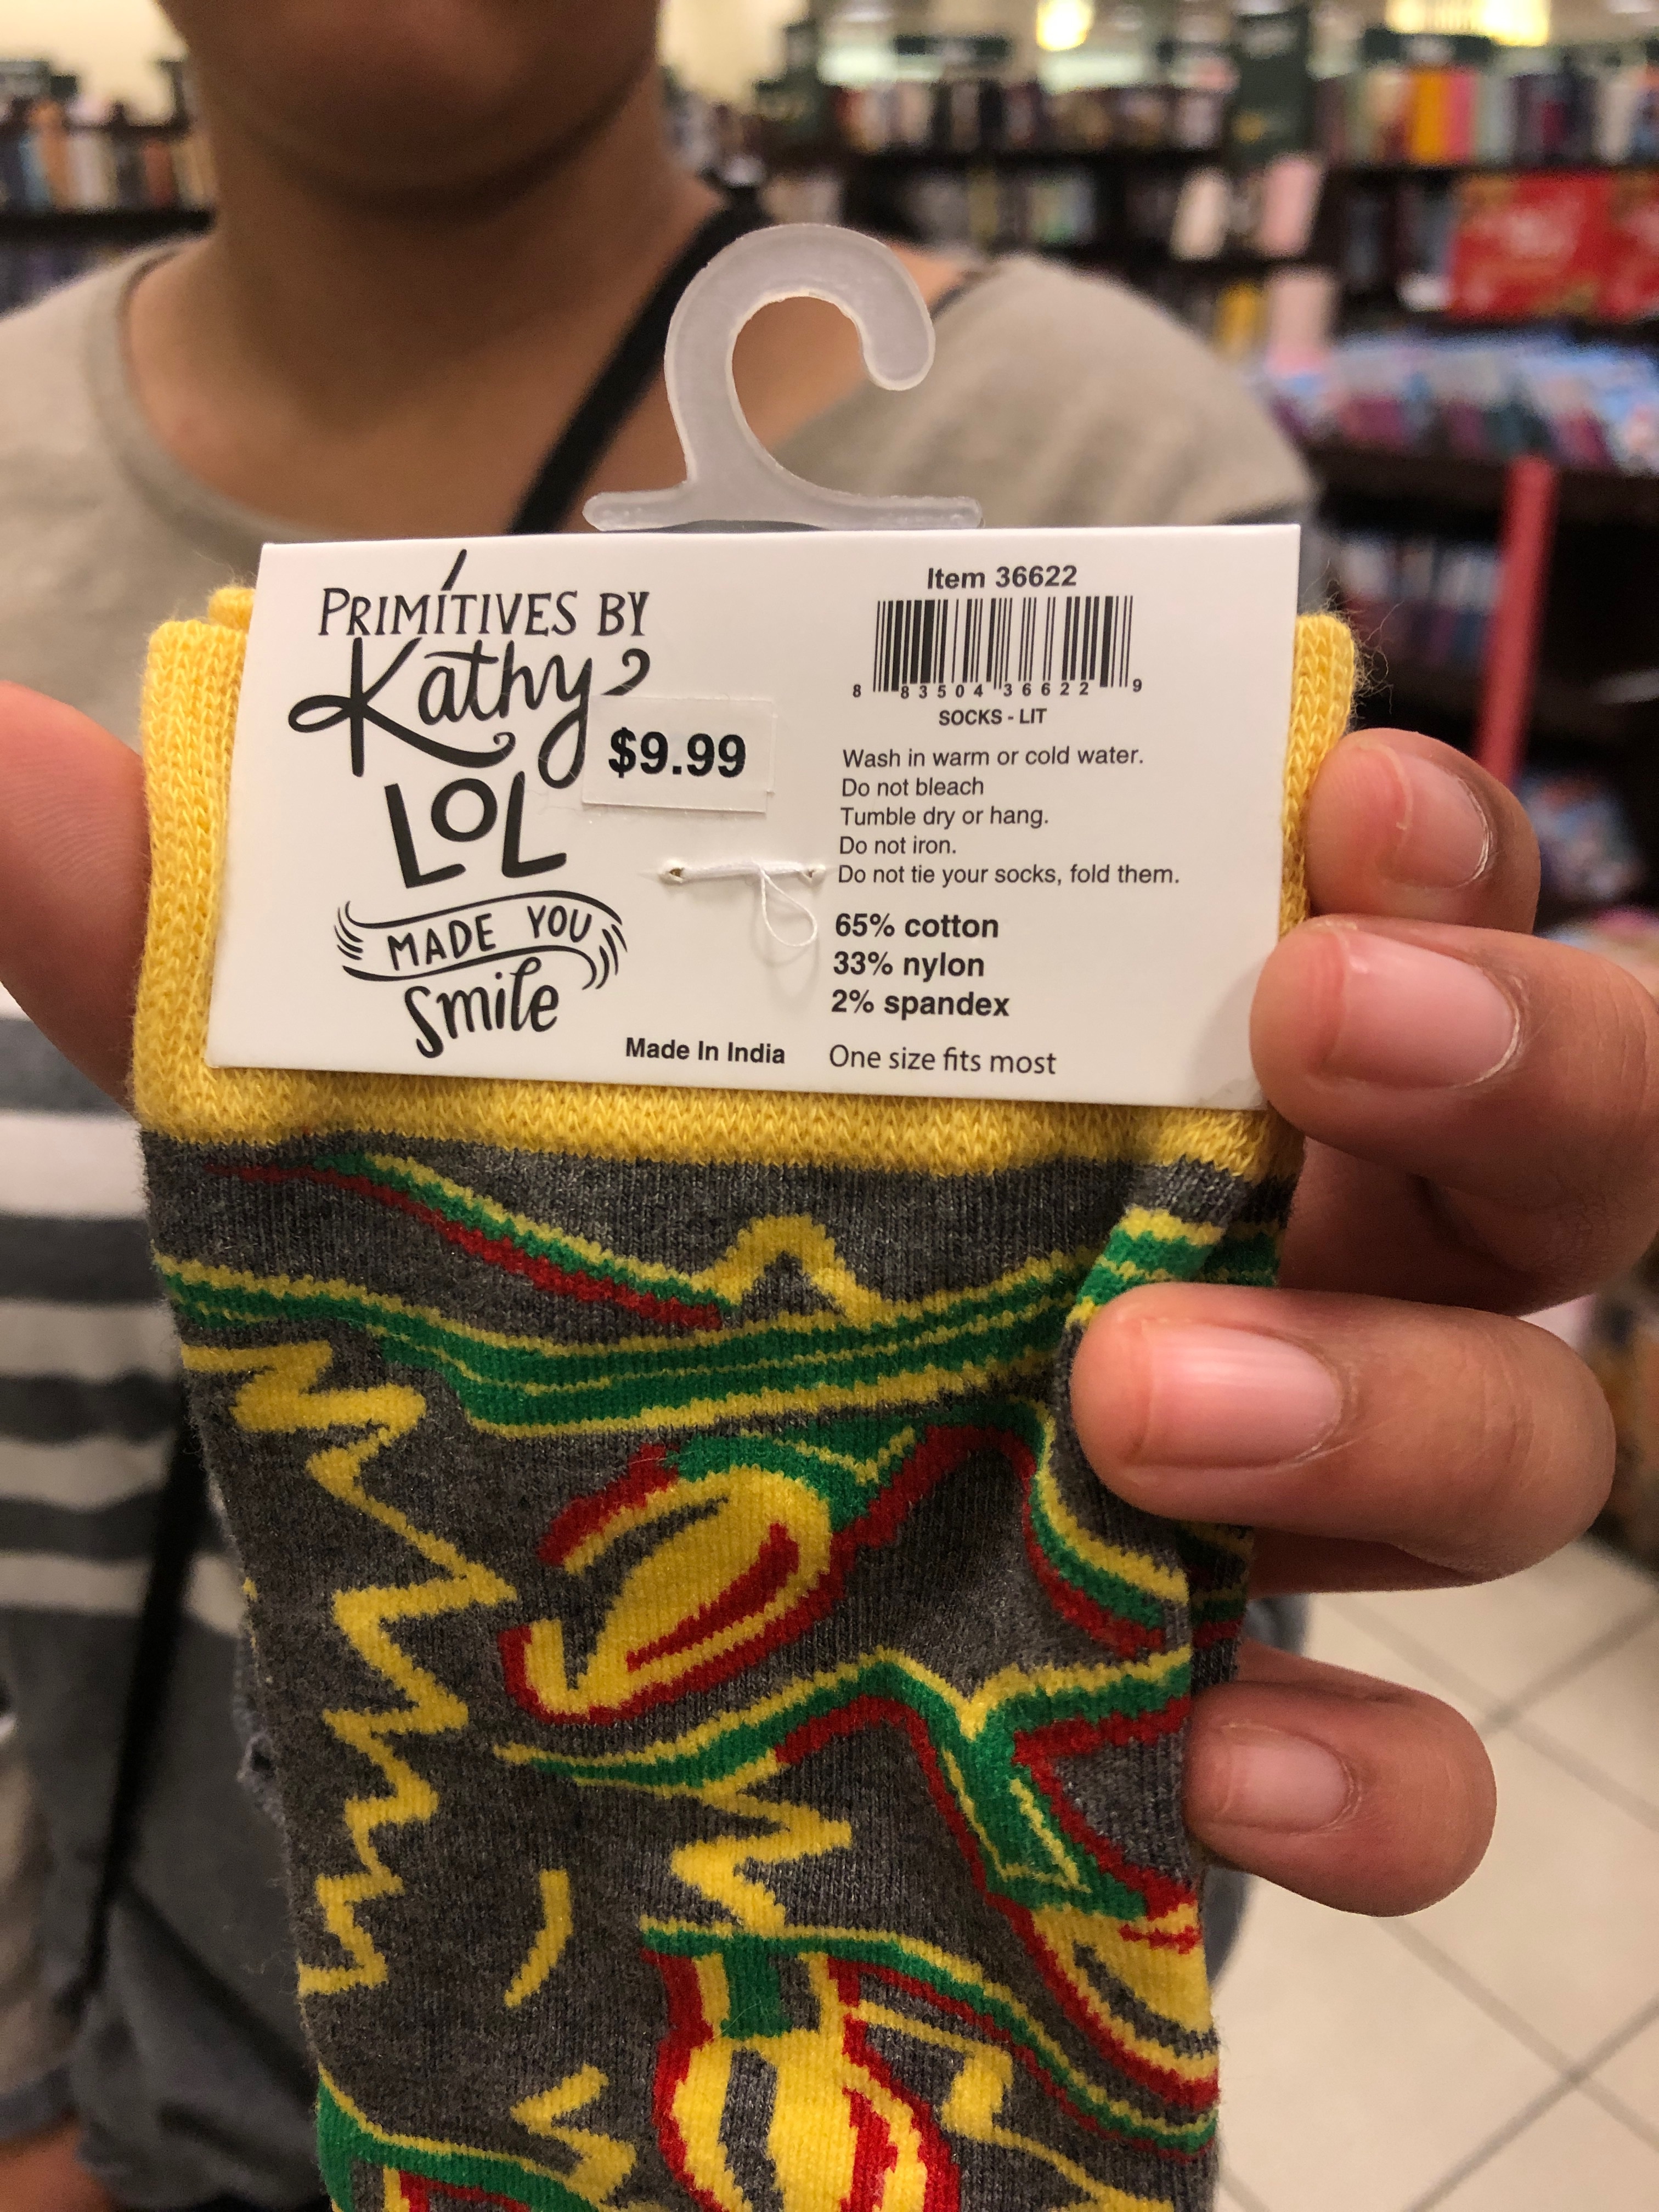 PRIMITIVES BY
Kathy
$9.99
LOL
MADE YOU
smile
Made In India
Item 36622
8 83504 36622 9
SOCKS - LIT
Wash in warm or cold water.
Do not bleach
Tumble dry or hang.
Do not iron.
Do not tie your socks, fold them.
65% cotton
33% nylon
2% spandex
One size fits most